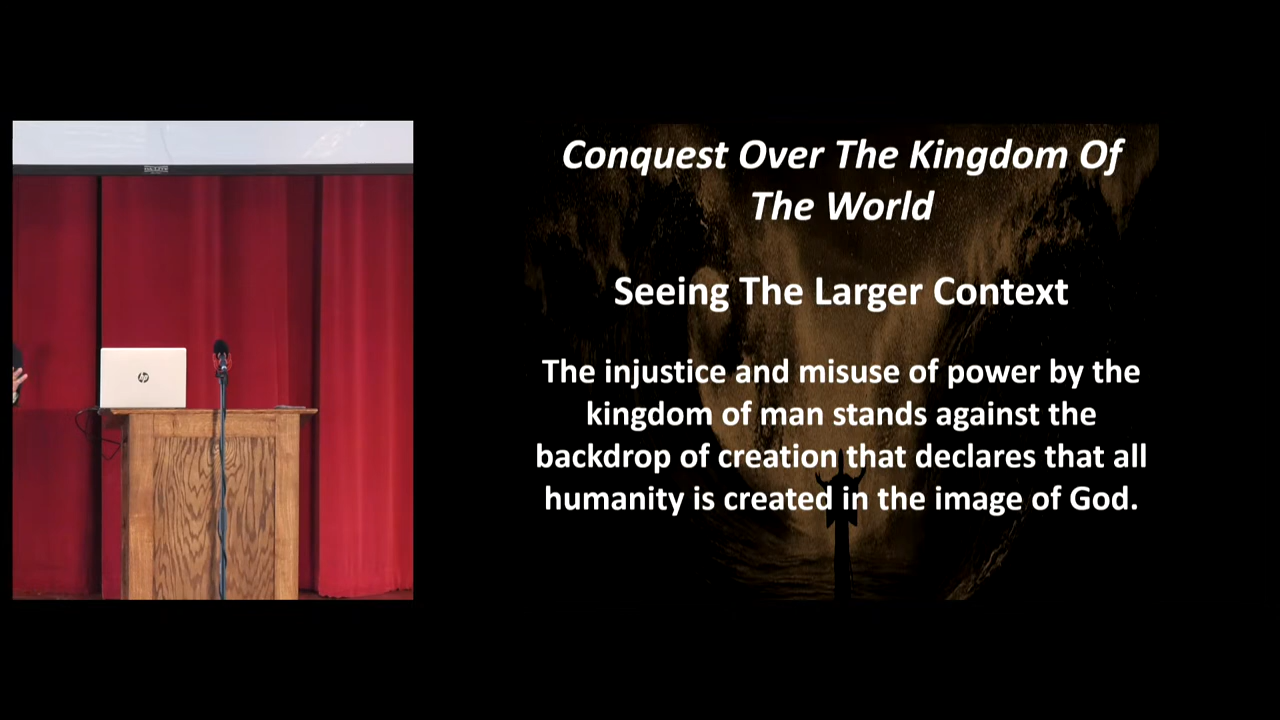 Conquest Over The Kingdom Of
The World
Seeing The Larger Context
The injustice and misuse of power by the
kingdom of man stands against the
backdrop of creation that declares that all
humanity is created in the image of God.
hp